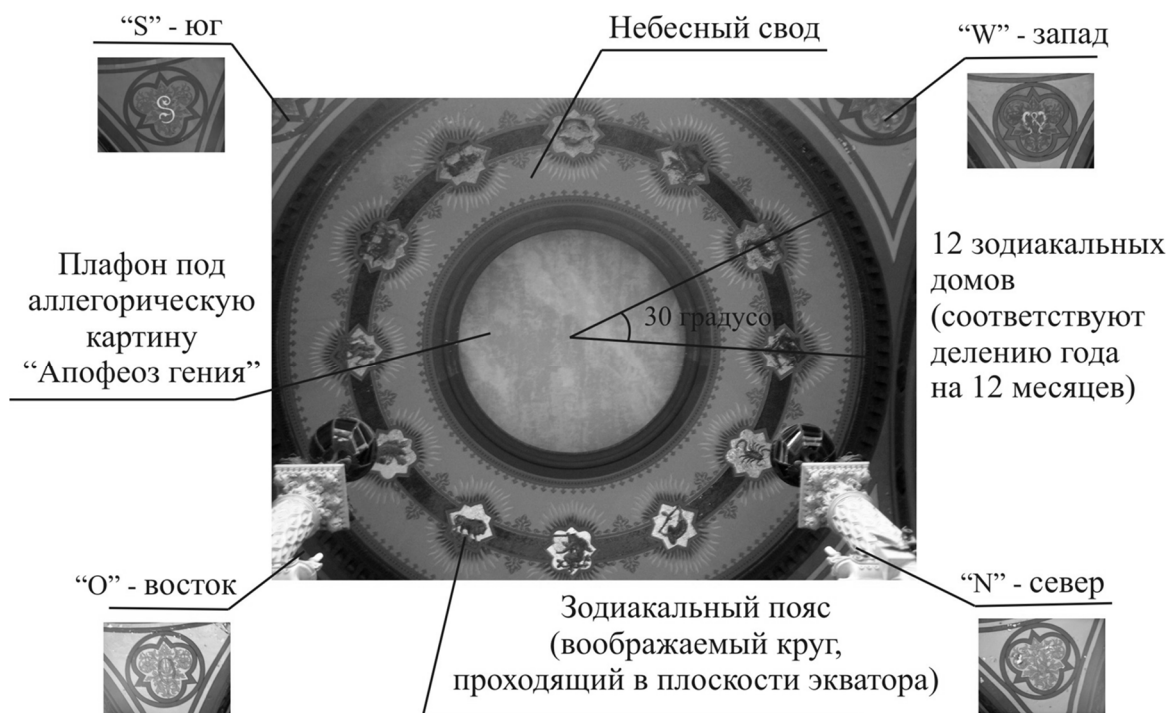 “S” - юг
Небесный свод
“W” - запад
S
W
Плафон под
аллегорическую
картину
“Апофеоз гения”
30 градусов
12 зодиакальных
домов
(соответствуют
делению года
на 12 месяцев)
“O” - восток
“N” - север
Зодиакальный пояс
(воображаемый круг,
проходящий в плоскости экватора)